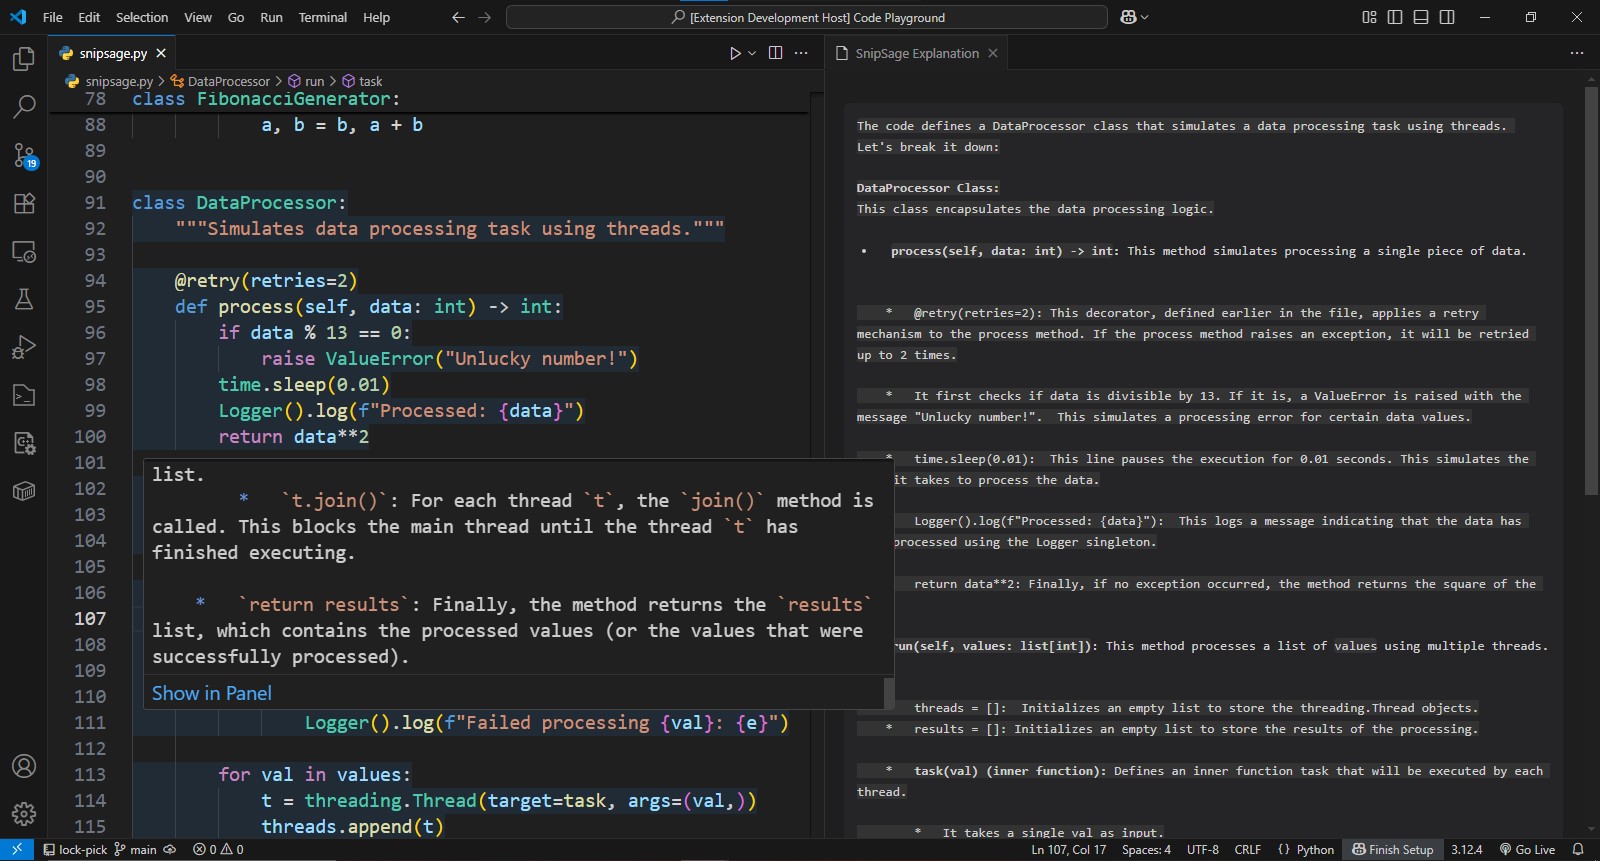 File Edit Selection View Go Run Terminal Help
[Extension Development Host] Code Playground
snipsage.py
SnipSage Explanation
snipsage.py > DataProcessor > run > task
78 class FibonacciGenerator:
88 a, b = b, a + b
89
90
91 class DataProcessor:
92 """Simulates data processing task using threads."""
93
94 @retry(retries=2)
95 def process(self, data: int) -> int:
96 if data % 13 == 0:
97 raise ValueError("Unlucky number!")
98 time.sleep(0.01)
99 Logger().log(f"Processed: {data}")
100 return data**2
101
102
103
104
105
106
107
108
109
110
list.
* `t.join()`: For each thread `t`, the `join()` method is
called. This blocks the main thread until the thread `t` has
finished executing.
* `return results`: Finally, the method returns the `results`
list, which contains the processed values (or the values that were
successfully processed).
Show in Panel
111 Logger().log(f"Failed processing {val}: {e}")
112
113 for val in values:
114 t = threading.Thread(target=task, args=(val,))
115 threads.append(t)
The code defines a DataProcessor class that simulates a data processing task using threads.
Let's break it down:
DataProcessor Class:
This class encapsulates the data processing logic.
• process(self, data: int) -> int: This method simulates processing a single piece of data.
* @retry(retries=2): This decorator, defined earlier in the file, applies a retry
mechanism to the process method. If the process method raises an exception, it will be retried
up to 2 times.
* It first checks if data is divisible by 13. If it is, a ValueError is raised with the
message "Unlucky number!". This simulates a processing error for certain data values.
* time.sleep(0.01): This line pauses the execution for 0.01 seconds. This simulates the
it takes to process the data.
Logger().log(f"Processed: {data}"): This logs a message indicating that the data has
processed using the Logger singleton.
return data**2: Finally, if no exception occurred, the method returns the square of the
run(self, values: list[int]): This method processes a list of values using multiple threads.
threads = []: Initializes an empty list to store the threading.Thread objects.
* results = []: Initializes an empty list to store the results of the processing.
* task(val) (inner function): Defines an inner function task that will be executed by each
thread.
* It takes a single val as input.
19
lock-pick main 0 0
Ln 107, Col 17 Spaces: 4 UTF-8 CRLF {} Python Finish Setup 3.12.4 Go Live